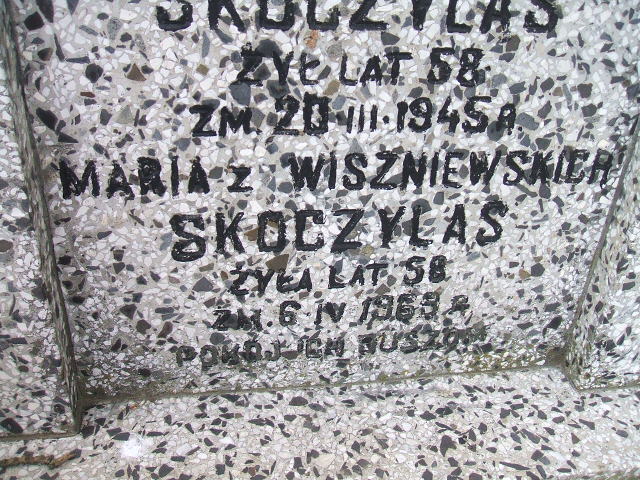 SKOCZYLAS
ŻYŁ LAT 58
ZM. 20 III. 1945 R.
MARIA z WISZNIEWSKICH
SKOCZYLAS
ŻYŁA LAT 58
ZM. 6 IV 1963 R
POKÓJ ICH DUSZOM